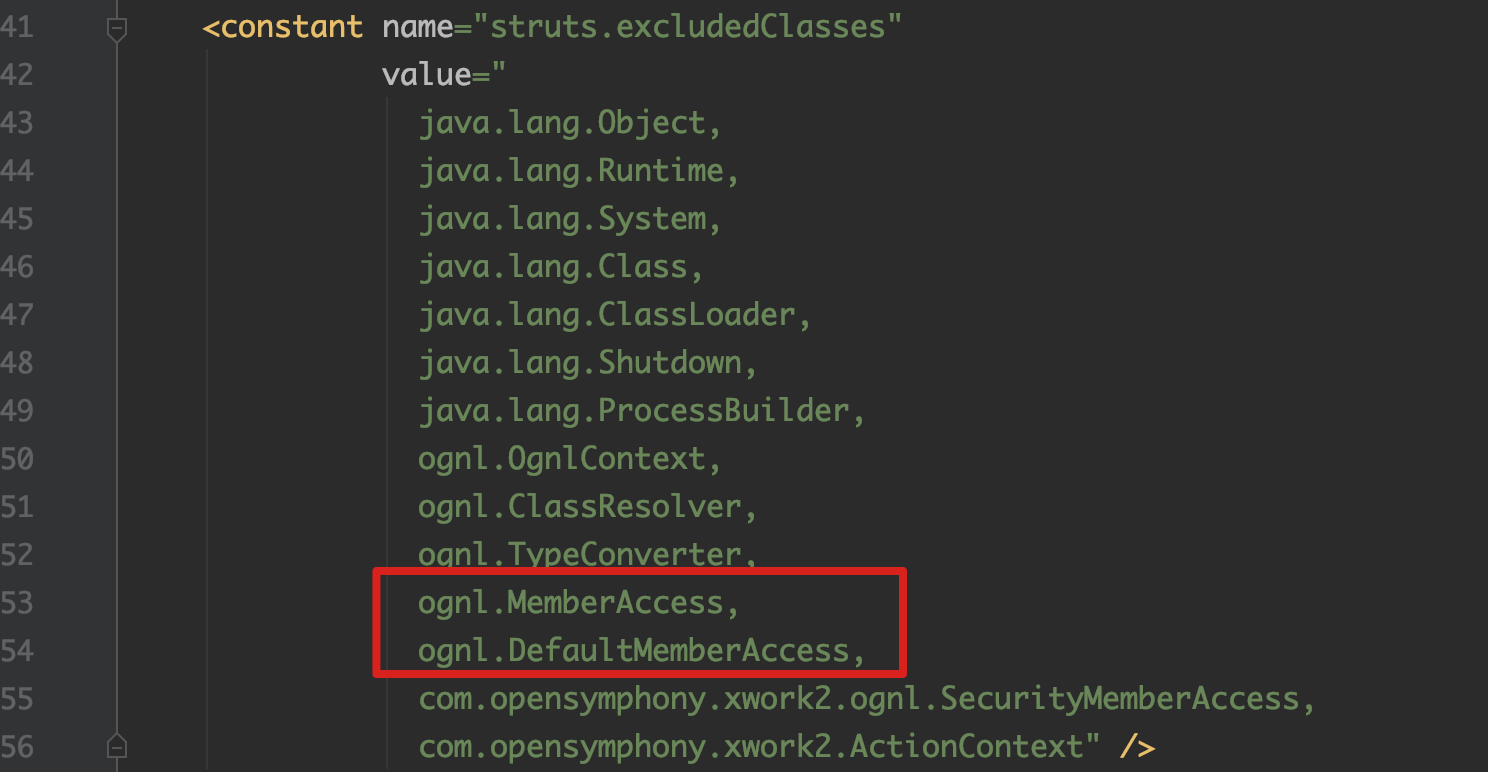 41 <constant name="struts.excludedClasses"
42 value="
43 java.lang.Object,
44 java.lang.Runtime,
45 java.lang.System,
46 java.lang.Class,
47 java.lang.ClassLoader,
48 java.lang.Shutdown,
49 java.lang.ProcessBuilder,
50 ognl.OgnlContext,
51 ognl.ClassResolver,
52 ognl.TypeConverter,
53 ognl.MemberAccess,
54 ognl.DefaultMemberAccess,
55 com.opensymphony.xwork2.ognl.SecurityMemberAccess,
56 com.opensymphony.xwork2.ActionContext" />